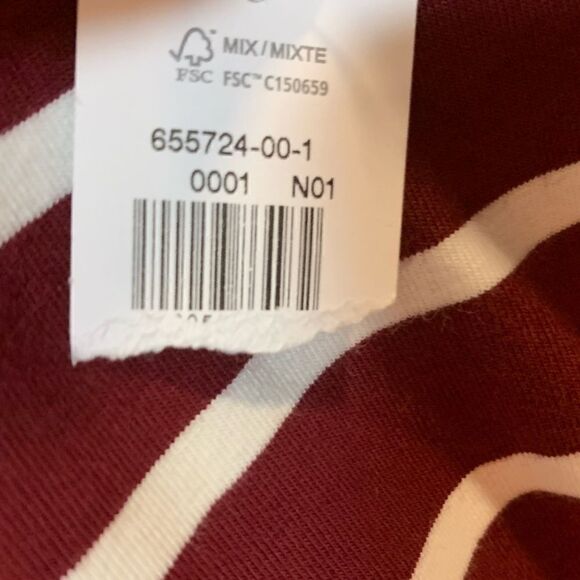 MIX / MIXTE
FSC FSC™ C150659
655724-00-1
0001 N01